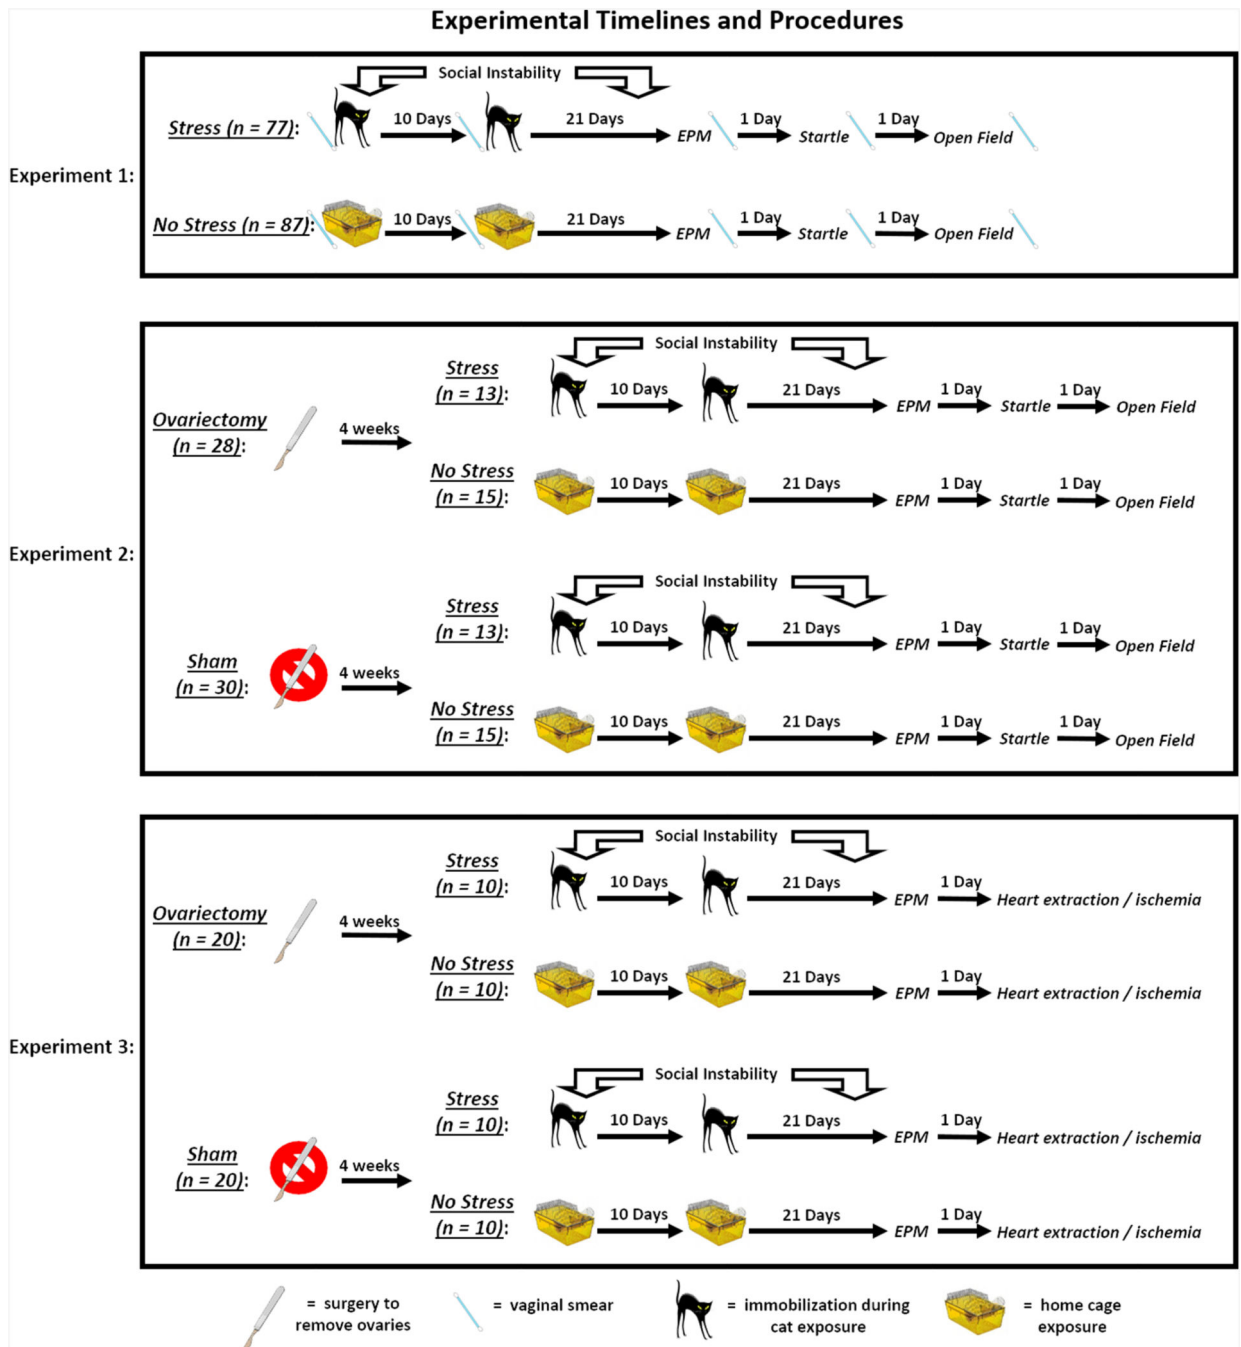 Experimental Timelines and Procedures
Experiment 1:
Social Instability
Stress (n = 77):
10 Days
21 Days
EPM
1 Day
Startle
1 Day
Open Field
No Stress (n = 87):
10 Days
21 Days
EPM
1 Day
Startle
1 Day
Open Field
Experiment 2:
Ovariectomy
(n = 28):
4 weeks
Social Instability
Stress
(n = 13):
10 Days
21 Days
EPM
1 Day
Startle
1 Day
Open Field
No Stress
(n = 15):
10 Days
21 Days
EPM
1 Day
Startle
1 Day
Open Field
Sham
(n = 30):
4 weeks
Social Instability
Stress
(n = 13):
10 Days
21 Days
EPM
1 Day
Startle
1 Day
Open Field
No Stress
(n = 15):
10 Days
21 Days
EPM
1 Day
Startle
1 Day
Open Field
Experiment 3:
Ovariectomy
(n = 20):
4 weeks
Social Instability
Stress
(n = 10):
10 Days
21 Days
EPM
1 Day
Heart extraction / ischemia
No Stress
(n = 10):
10 Days
21 Days
EPM
1 Day
Heart extraction / ischemia
Sham
(n = 20):
4 weeks
Social Instability
Stress
(n = 10):
10 Days
21 Days
EPM
1 Day
Heart extraction / ischemia
No Stress
(n = 10):
10 Days
21 Days
EPM
1 Day
Heart extraction / ischemia
= surgery to
remove ovaries
= vaginal smear
= immobilization during
cat exposure
= home cage
exposure